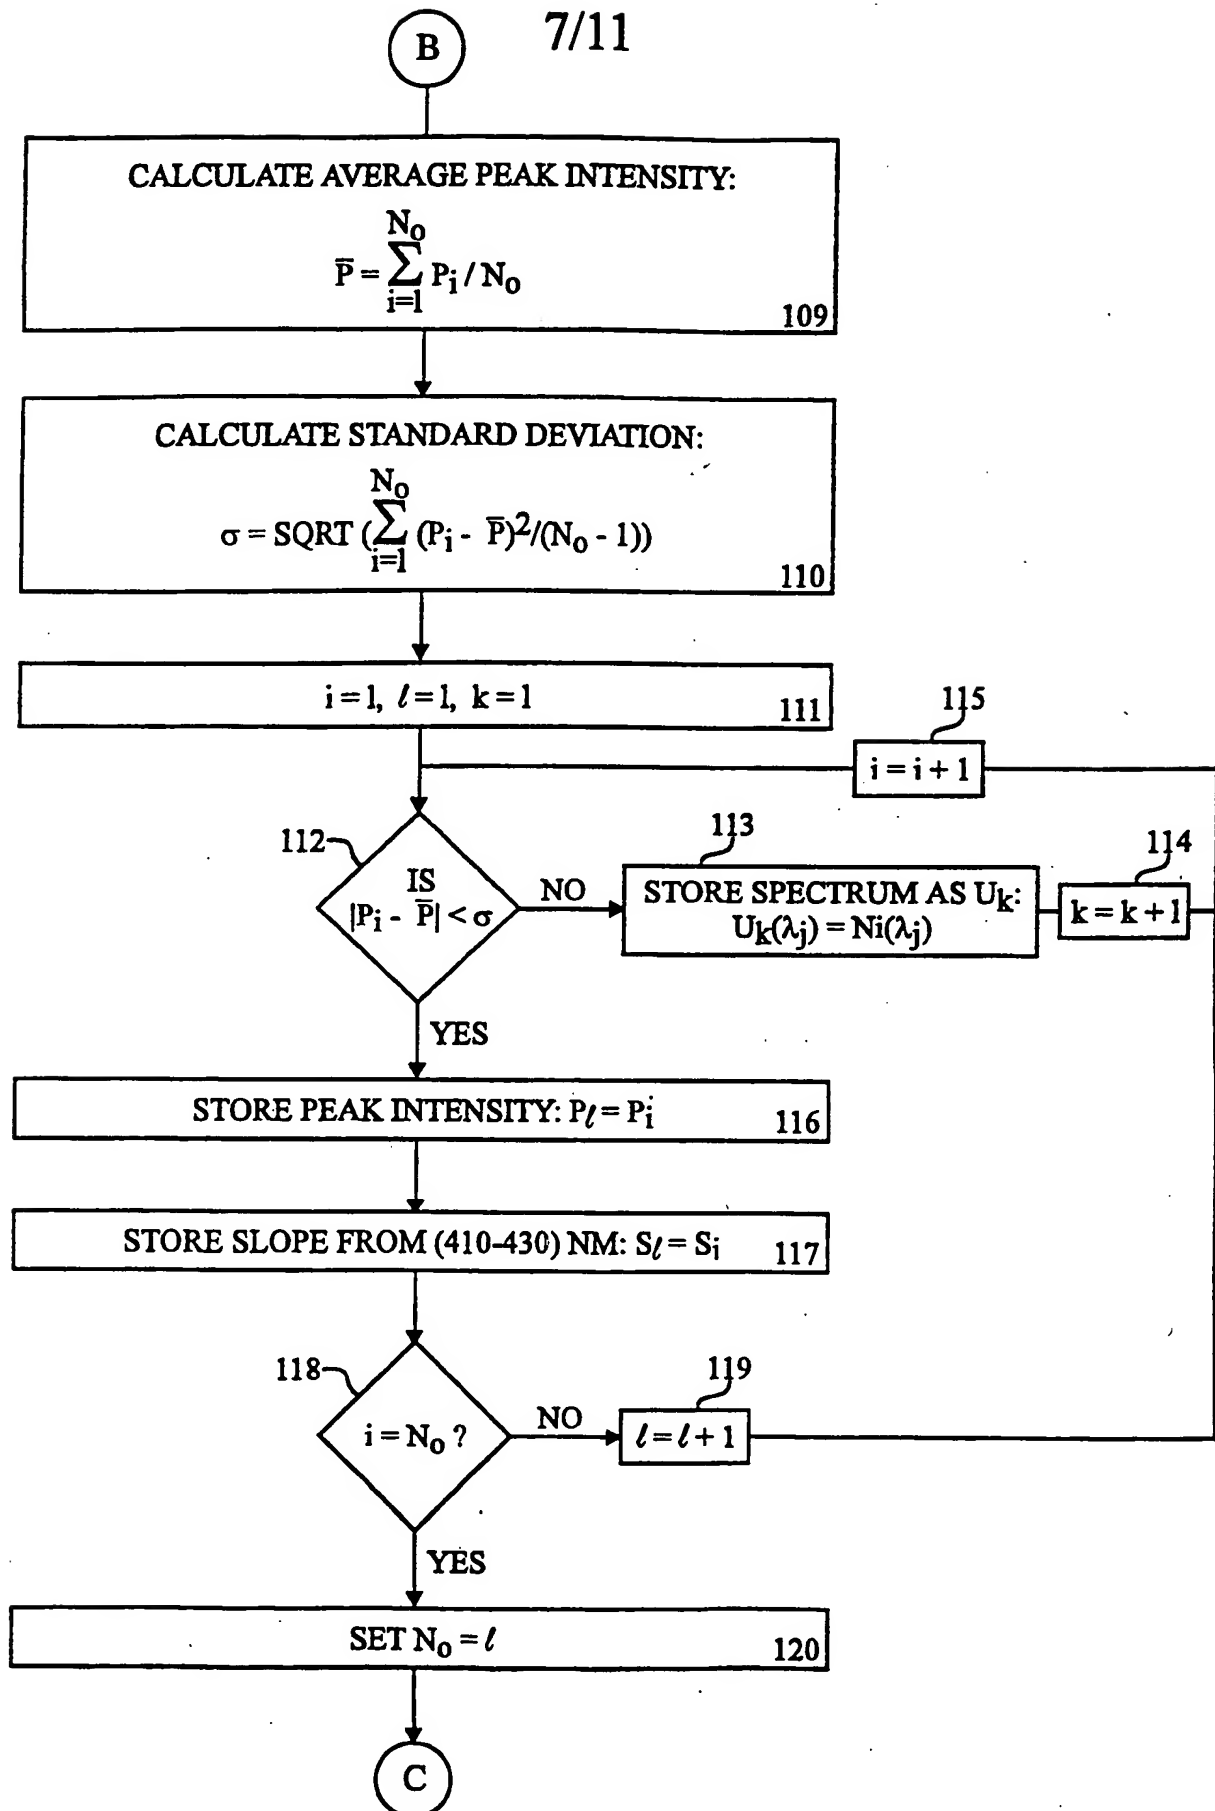 7/11
B
CALCULATE AVERAGE PEAK INTENSITY:
N₀
P̅ = ∑ Pᵢ / N₀
i=1
109
CALCULATE STANDARD DEVIATION:
N₀
σ = SQRT (∑ (Pᵢ - P̅)²/(N₀ - 1))
i=1
110
i = 1, ℓ = 1, k = 1
111
115
i = i + 1
112
IS
|Pᵢ - P̅| < σ
NO
113
STORE SPECTRUM AS Uₖ:
Uₖ(λⱼ) = Ni(λⱼ)
114
k = k + 1
YES
STORE PEAK INTENSITY: Pℓ = Pᵢ
116
STORE SLOPE FROM (410-430) NM: Sℓ = Sᵢ
117
118
i = N₀ ?
NO
119
ℓ = ℓ + 1
YES
SET N₀ = ℓ
120
C